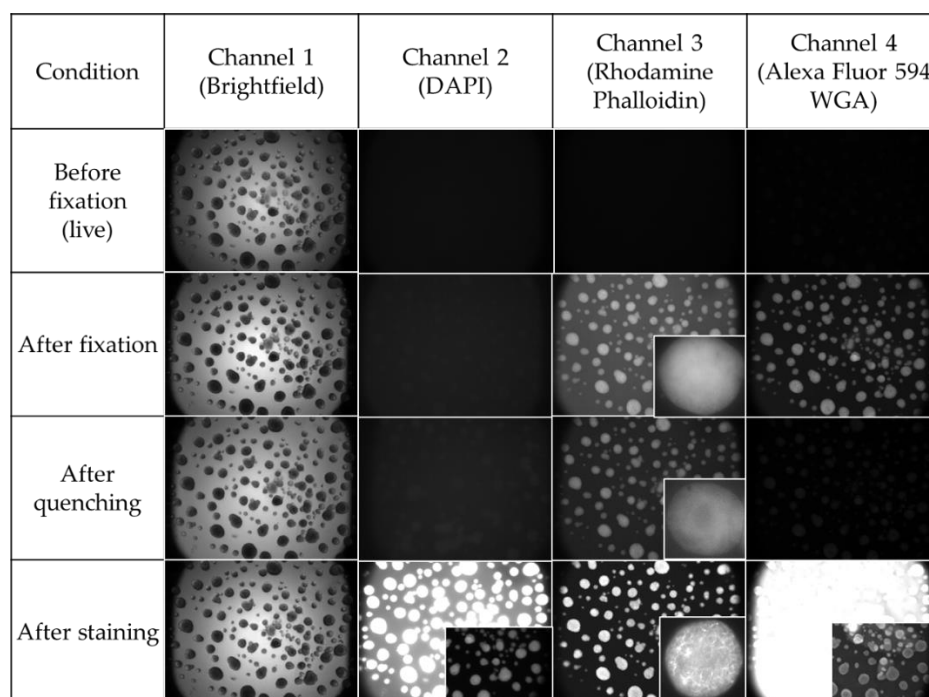 Condition
Channel 1
(Brightfield)
Channel 2
(DAPI)
Channel 3
(Rhodamine
Phalloidin)
Channel 4
(Alexa Fluor 594
WGA)
Before
fixation
(live)
After fixation
After
quenching
After staining